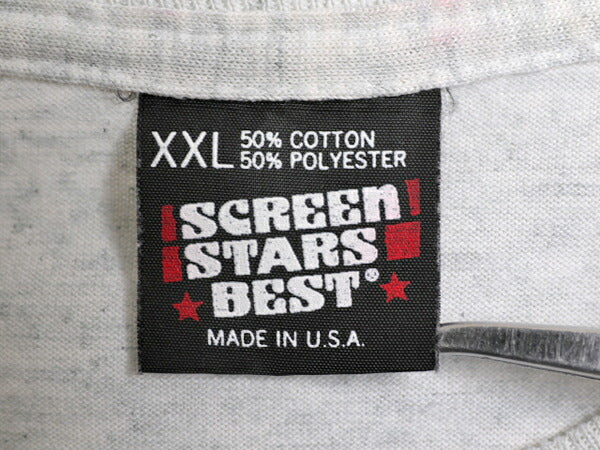 XXL 50% COTTON
50% POLYESTER
SCREEN
STARS
BEST®
MADE IN U.S.A.